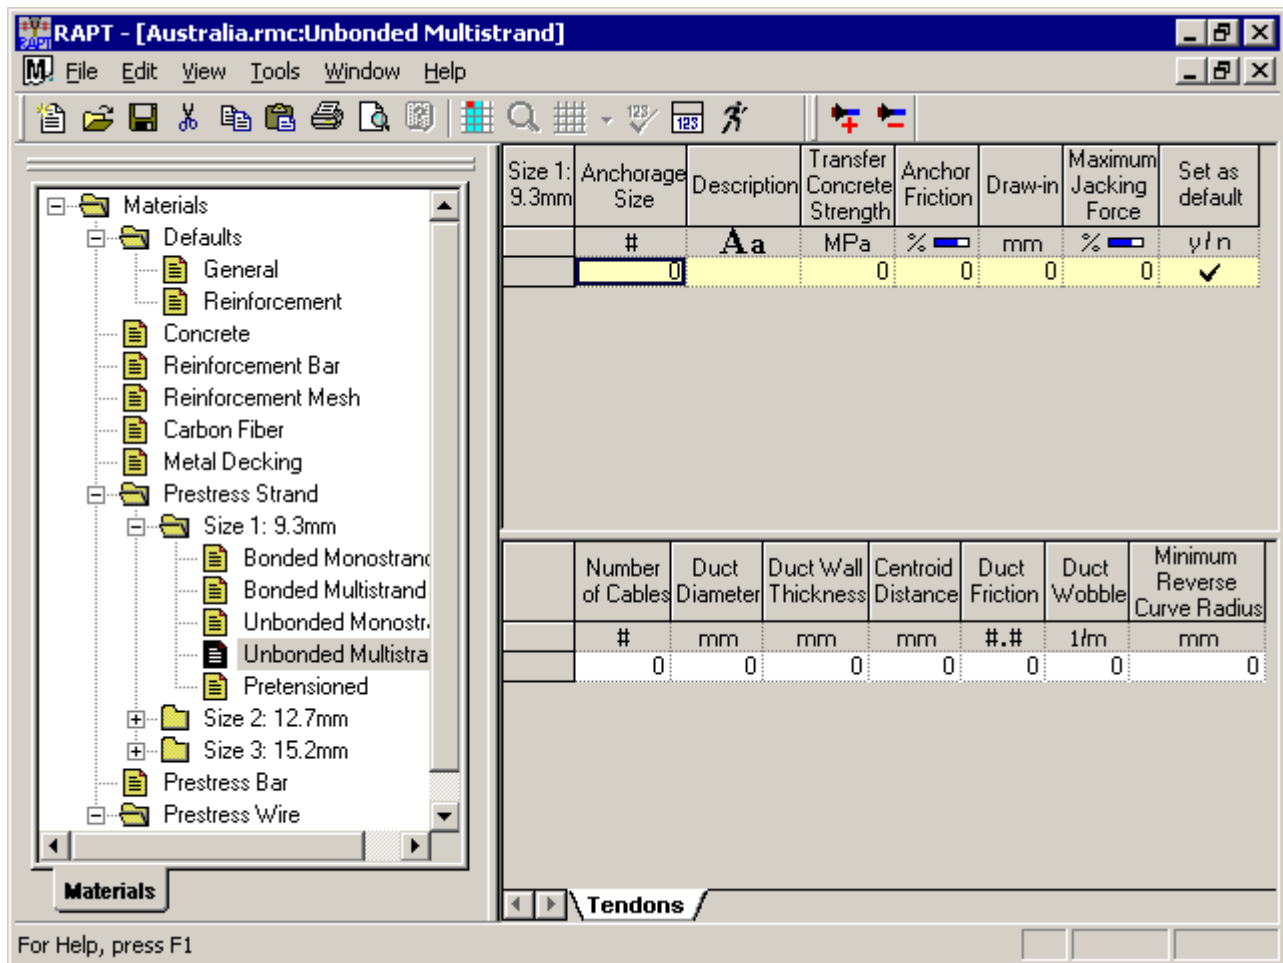 RAPT - [Australia.rmc:Unbonded Multistrand]
File Edit View Tools Window Help
Materials
Defaults
General
Reinforcement
Concrete
Reinforcement Bar
Reinforcement Mesh
Carbon Fiber
Metal Decking
Prestress Strand
Size 1: 9.3mm
Bonded Monostrand
Bonded Multistrand
Unbonded Monostr
Unbonded Multistra
Pretensioned
Size 2: 12.7mm
Size 3: 15.2mm
Prestress Bar
Prestress Wire
Materials
Size 1: 9.3mm Anchorage Size Description Transfer Concrete Strength Anchor Friction Draw-in Maximum Jacking Force Set as default
# Aa MPa % mm % y/n
0 0 0 0 0 ✓
Number of Cables Duct Diameter Duct Wall Thickness Centroid Distance Duct Friction Duct Wobble Minimum Reverse Curve Radius
# mm mm mm #.# 1/m mm
0 0 0 0 0 0 0
Tendons
For Help, press F1